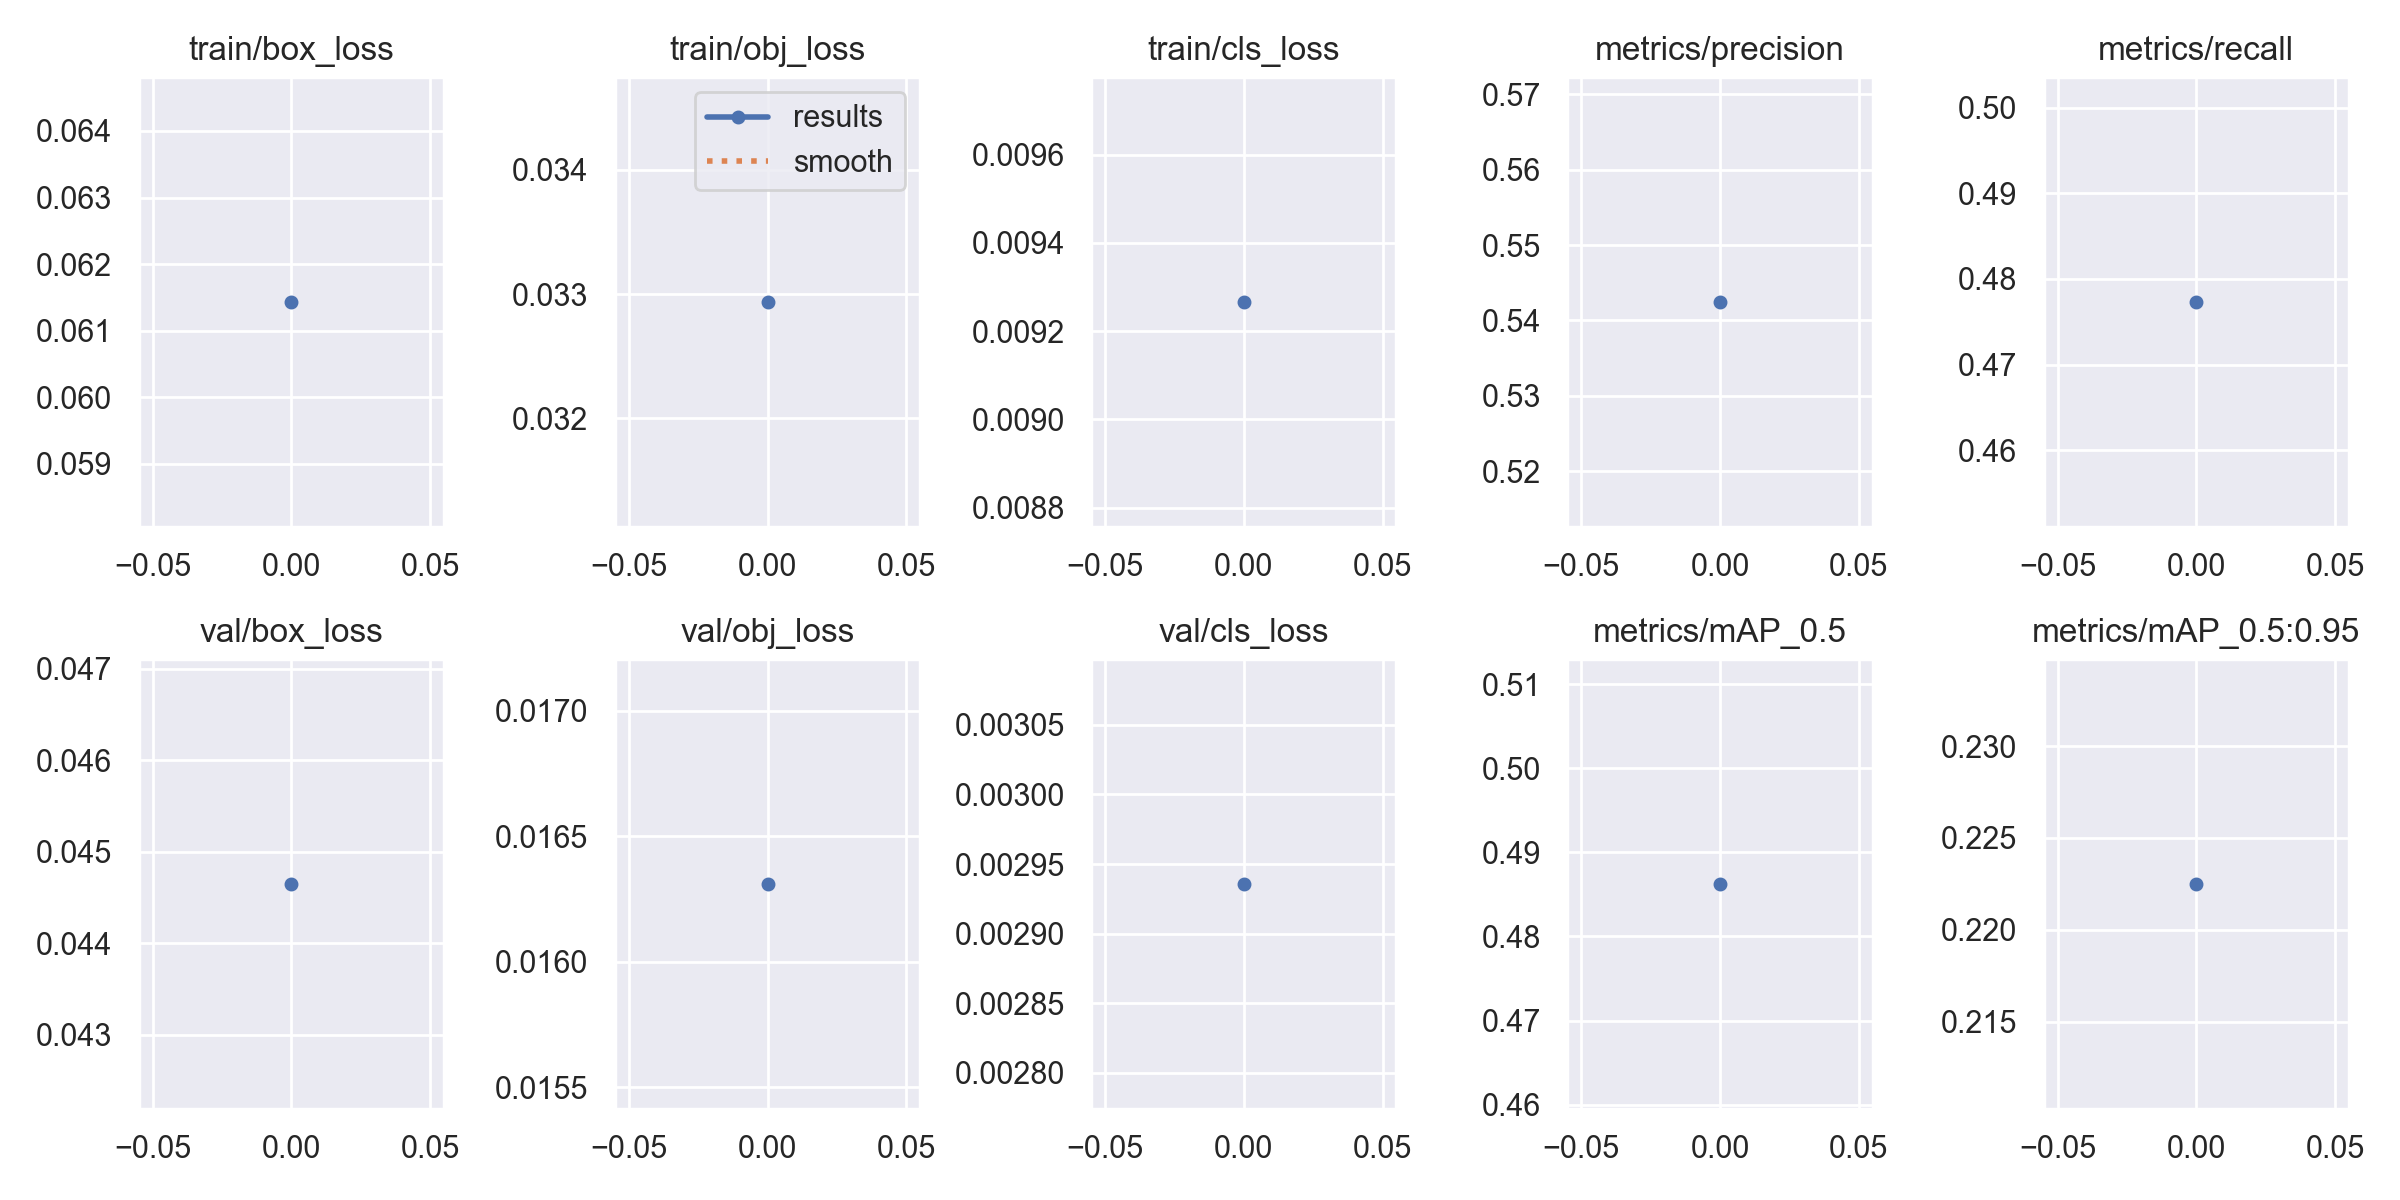 train/box_loss
0.064
0.063
0.062
0.061
0.060
0.059
−0.05 0.00 0.05
train/obj_loss
results
smooth
0.034
0.033
0.032
−0.05 0.00 0.05
train/cls_loss
0.0096
0.0094
0.0092
0.0090
0.0088
−0.05 0.00 0.05
metrics/precision
0.57
0.56
0.55
0.54
0.53
0.52
−0.05 0.00 0.05
metrics/recall
0.50
0.49
0.48
0.47
0.46
−0.05 0.00 0.05
val/box_loss
0.047
0.046
0.045
0.044
0.043
−0.05 0.00 0.05
val/obj_loss
0.0170
0.0165
0.0160
0.0155
−0.05 0.00 0.05
val/cls_loss
0.00305
0.00300
0.00295
0.00290
0.00285
0.00280
−0.05 0.00 0.05
metrics/mAP_0.5
0.51
0.50
0.49
0.48
0.47
0.46
−0.05 0.00 0.05
metrics/mAP_0.5:0.95
0.230
0.225
0.220
0.215
−0.05 0.00 0.05